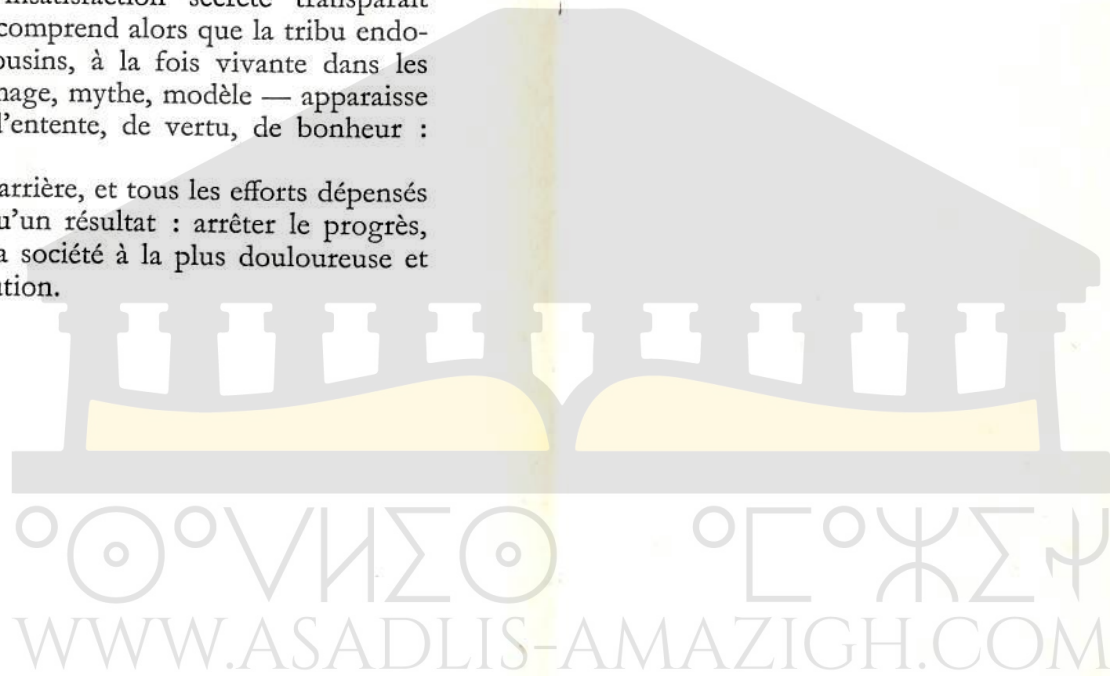 insatisfaction secrète transparaît
comprend alors que la tribu endo-
ousins, à la fois vivante dans les
mage, mythe, modèle — apparaisse
l'entente, de vertu, de bonheur :
arrière, et tous les efforts dépensés
u'un résultat : arrêter le progrès,
a société à la plus douloureuse et
ution.
ⴰⵙⴰⴷⵍⵉⵙ ⴰⵎⴰⵣⵉⵖ
WWW.ASADLIS-AMAZIGH.COM